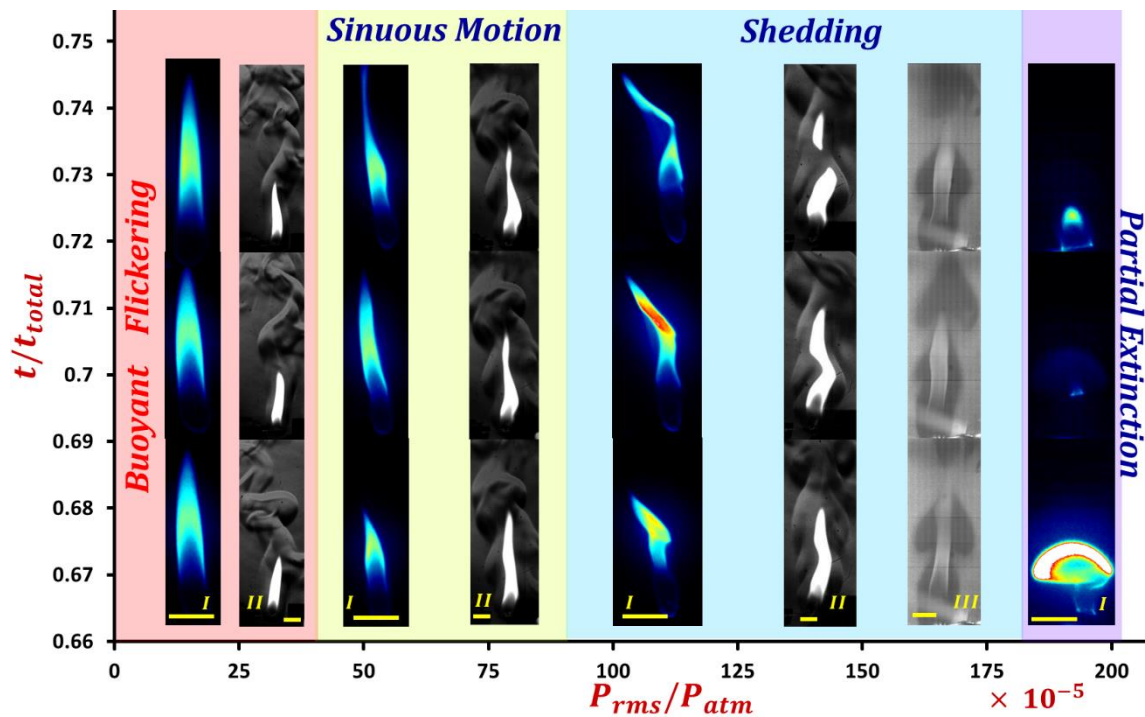 Sinuous Motion
Shedding
Buoyant Flickering
Partial Extinction
t/t_total
0.75
0.74
0.73
0.72
0.71
0.7
0.69
0.68
0.67
0.66
I
II
I
II
I
II
III
I
0
25
50
75
100
125
150
175
200
P_rms/P_atm
× 10^-5